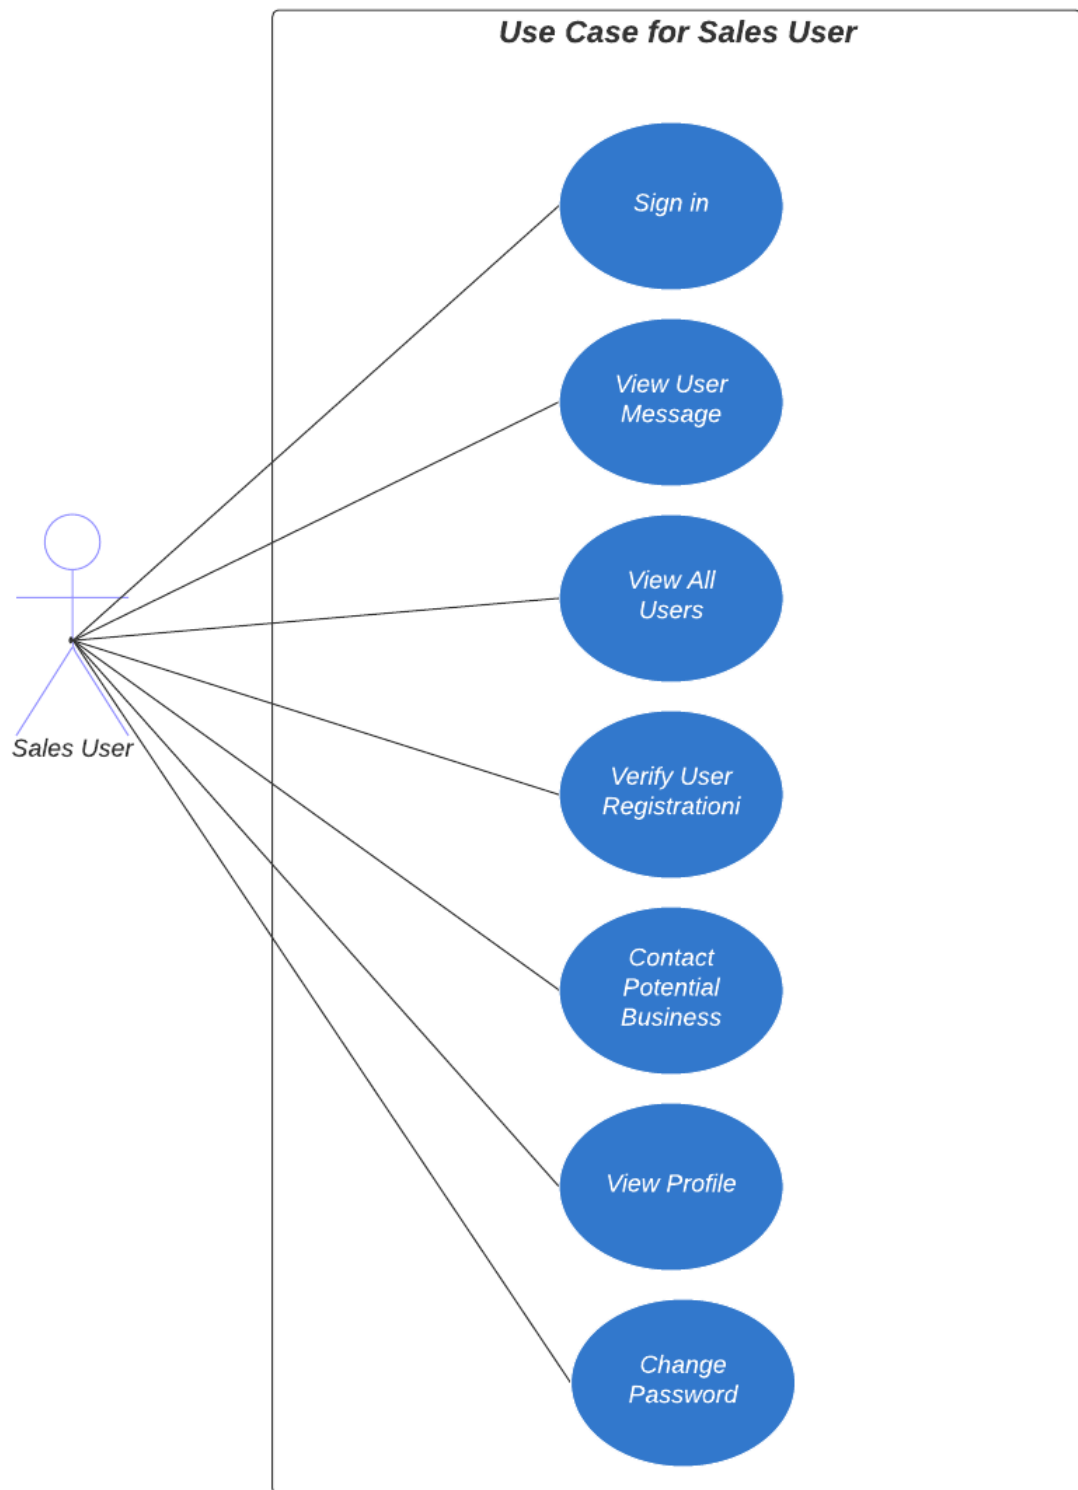 Use Case for Sales User
Sign in
View User
Message
View All
Users
Sales User
Verify User
Registrationi
Contact
Potential
Business
View Profile
Change
Password